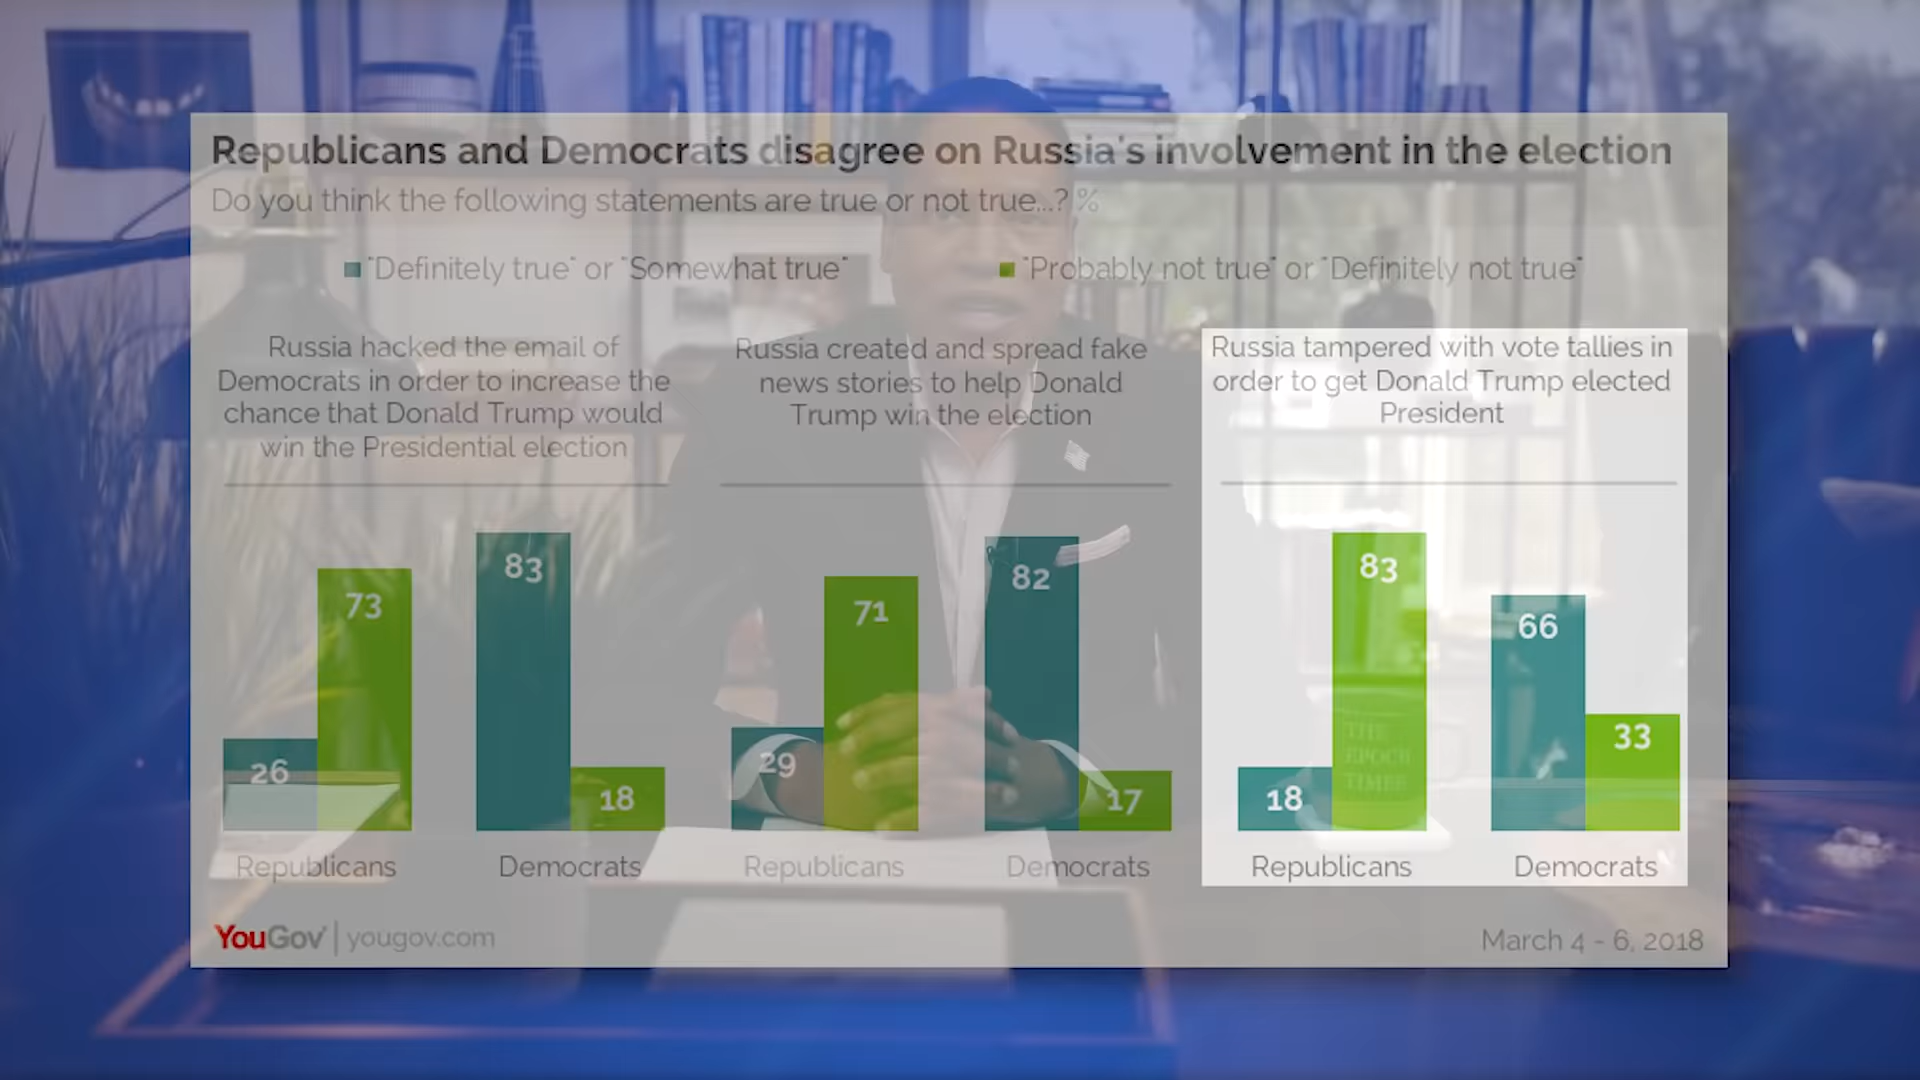 Republicans and Democrats disagree on Russia's involvement in the election
Do you think the following statements are true or not true...? %
"Definitely true" or "Somewhat true"
"Probably not true" or "Definitely not true"
Russia hacked the email of
Democrats in order to increase the
chance that Donald Trump would
win the Presidential election
73
26
Republicans
83
18
Democrats
Russia created and spread fake
news stories to help Donald
Trump win the election
71
29
Republicans
82
17
Democrats
Russia tampered with vote tallies in
order to get Donald Trump elected
President
83
18
Republicans
66
33
Democrats
THE
EPOCH
TIMES
YouGov | yougov.com
March 4 - 6, 2018